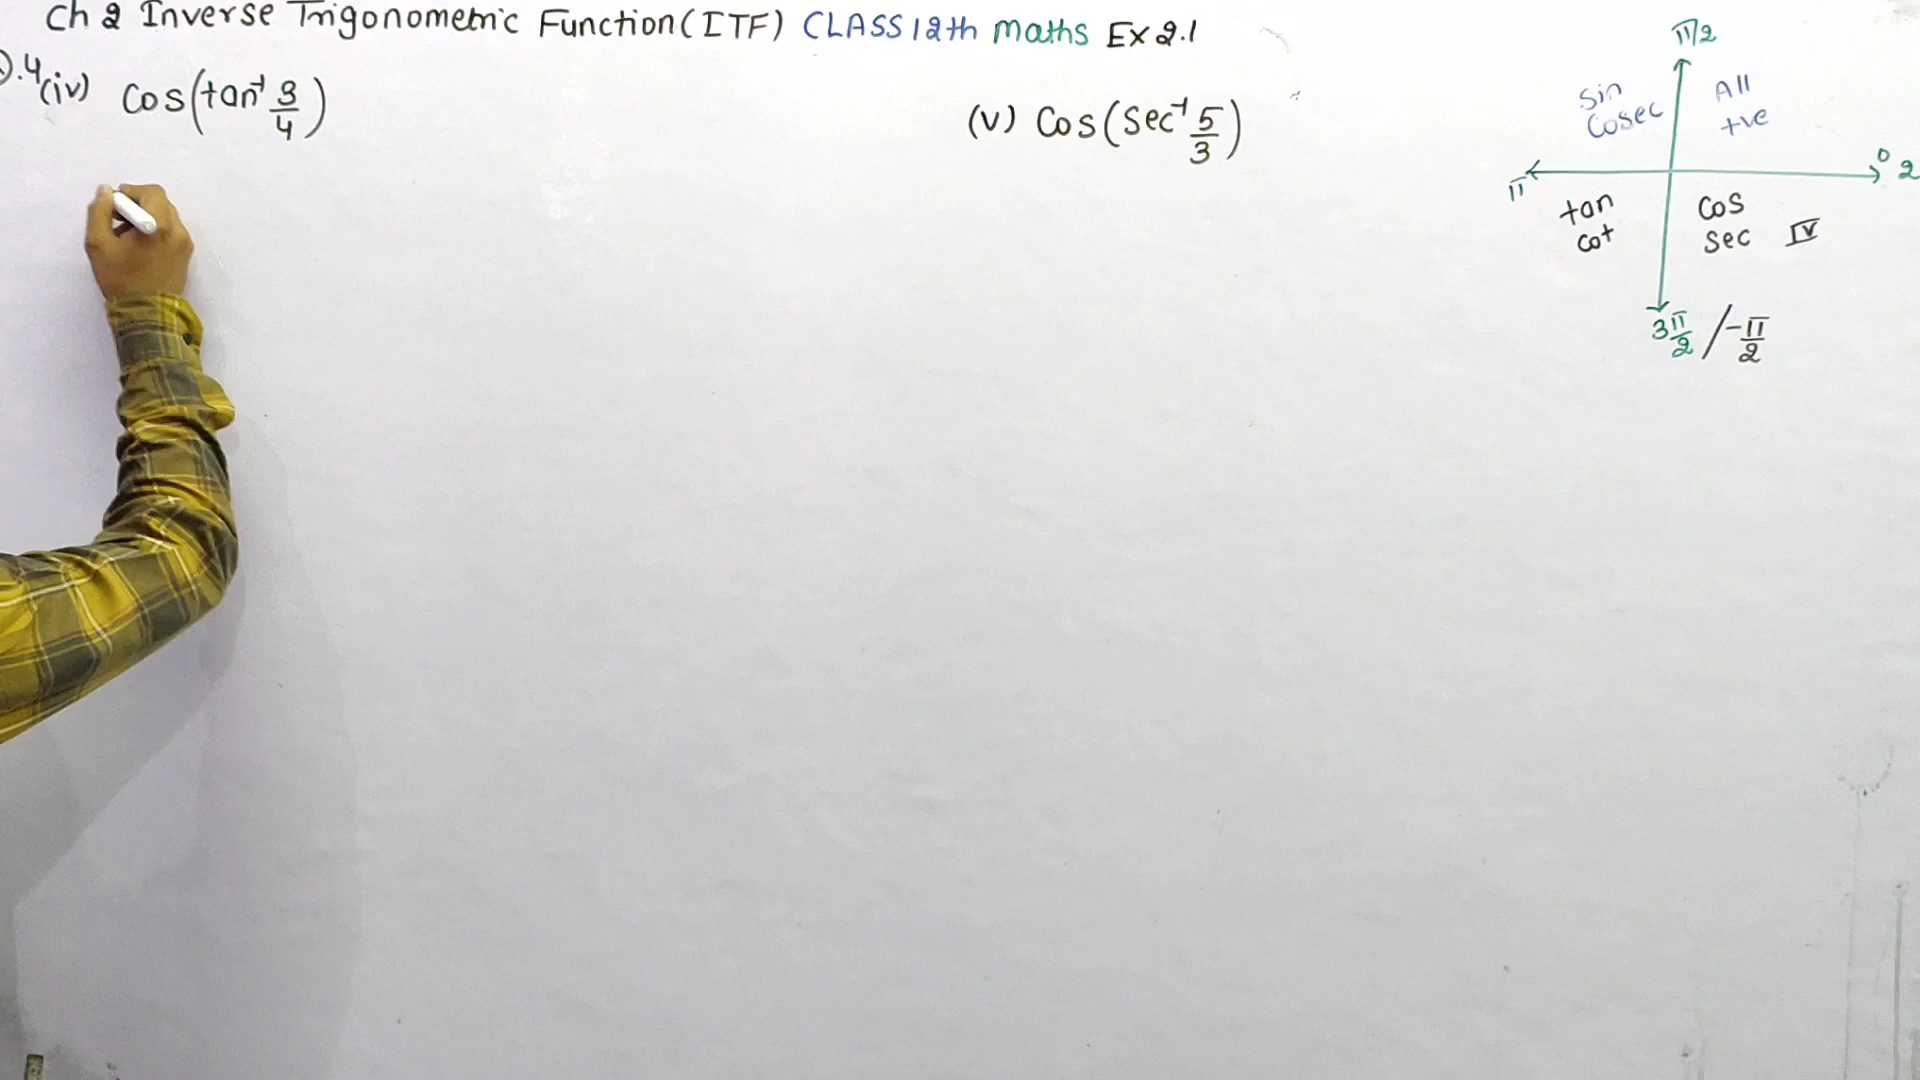 Ch 2 Inverse Trigonometric Function (ITF) CLASS 12th maths Ex 2.1
Q.4 (iv) Cos(tan⁻¹ 3/4)
(v) Cos(Sec⁻¹ 5/3)
π/2
Sin
Cosec
All
+ve
π
0 2
tan
cot
Cos
Sec IV
3π/2 / -π/2